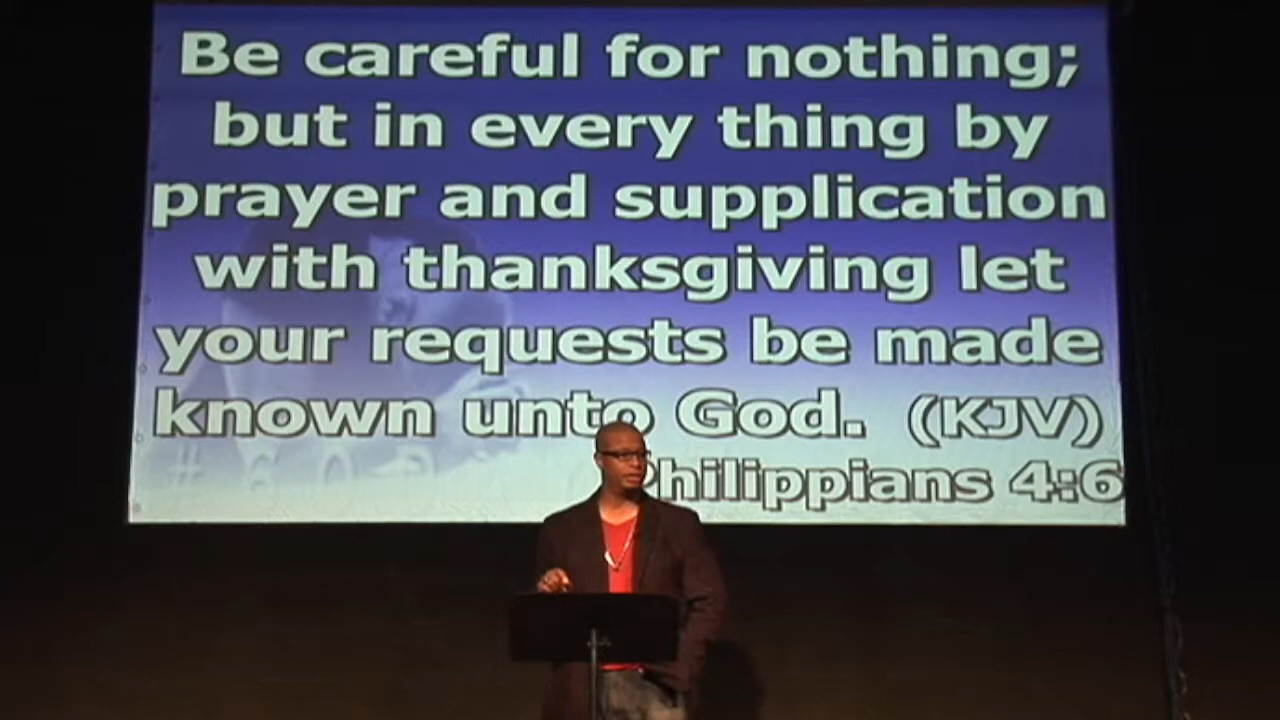 Be careful for nothing;
but in every thing by
prayer and supplication
with thanksgiving let
your requests be made
known unto God. (KJV)
Philippians 4:6